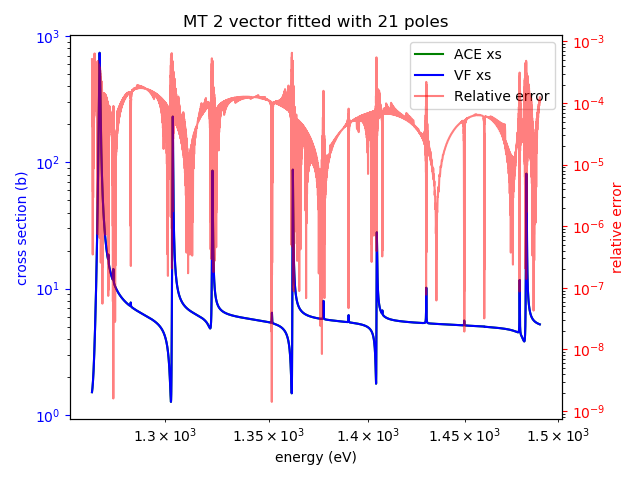 MT 2 vector fitted with 21 poles
ACE xs
VF xs
Relative error
cross section (b)
10³
10²
10¹
10⁰
relative error
10⁻³
10⁻⁴
10⁻⁵
10⁻⁶
10⁻⁷
10⁻⁸
10⁻⁹
1.3 × 10³ 1.35 × 10³ 1.4 × 10³ 1.45 × 10³ 1.5 × 10³
energy (eV)